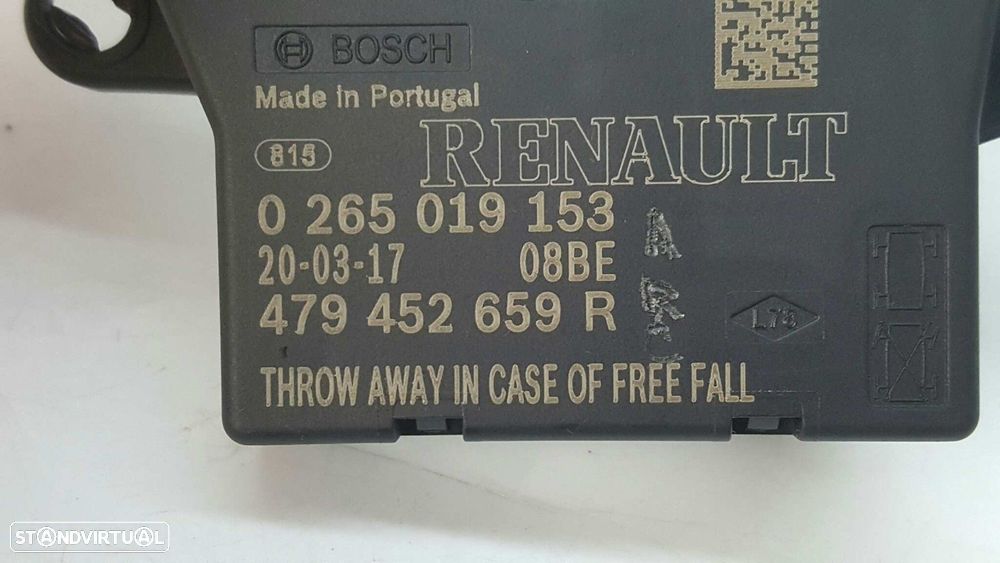 BOSCH
Made in Portugal
815
RENAULT
0 265 019 153
A
20-03-17 08BE
479 452 659 R
THROW AWAY IN CASE OF FREE FALL
STANDVIRTUAL